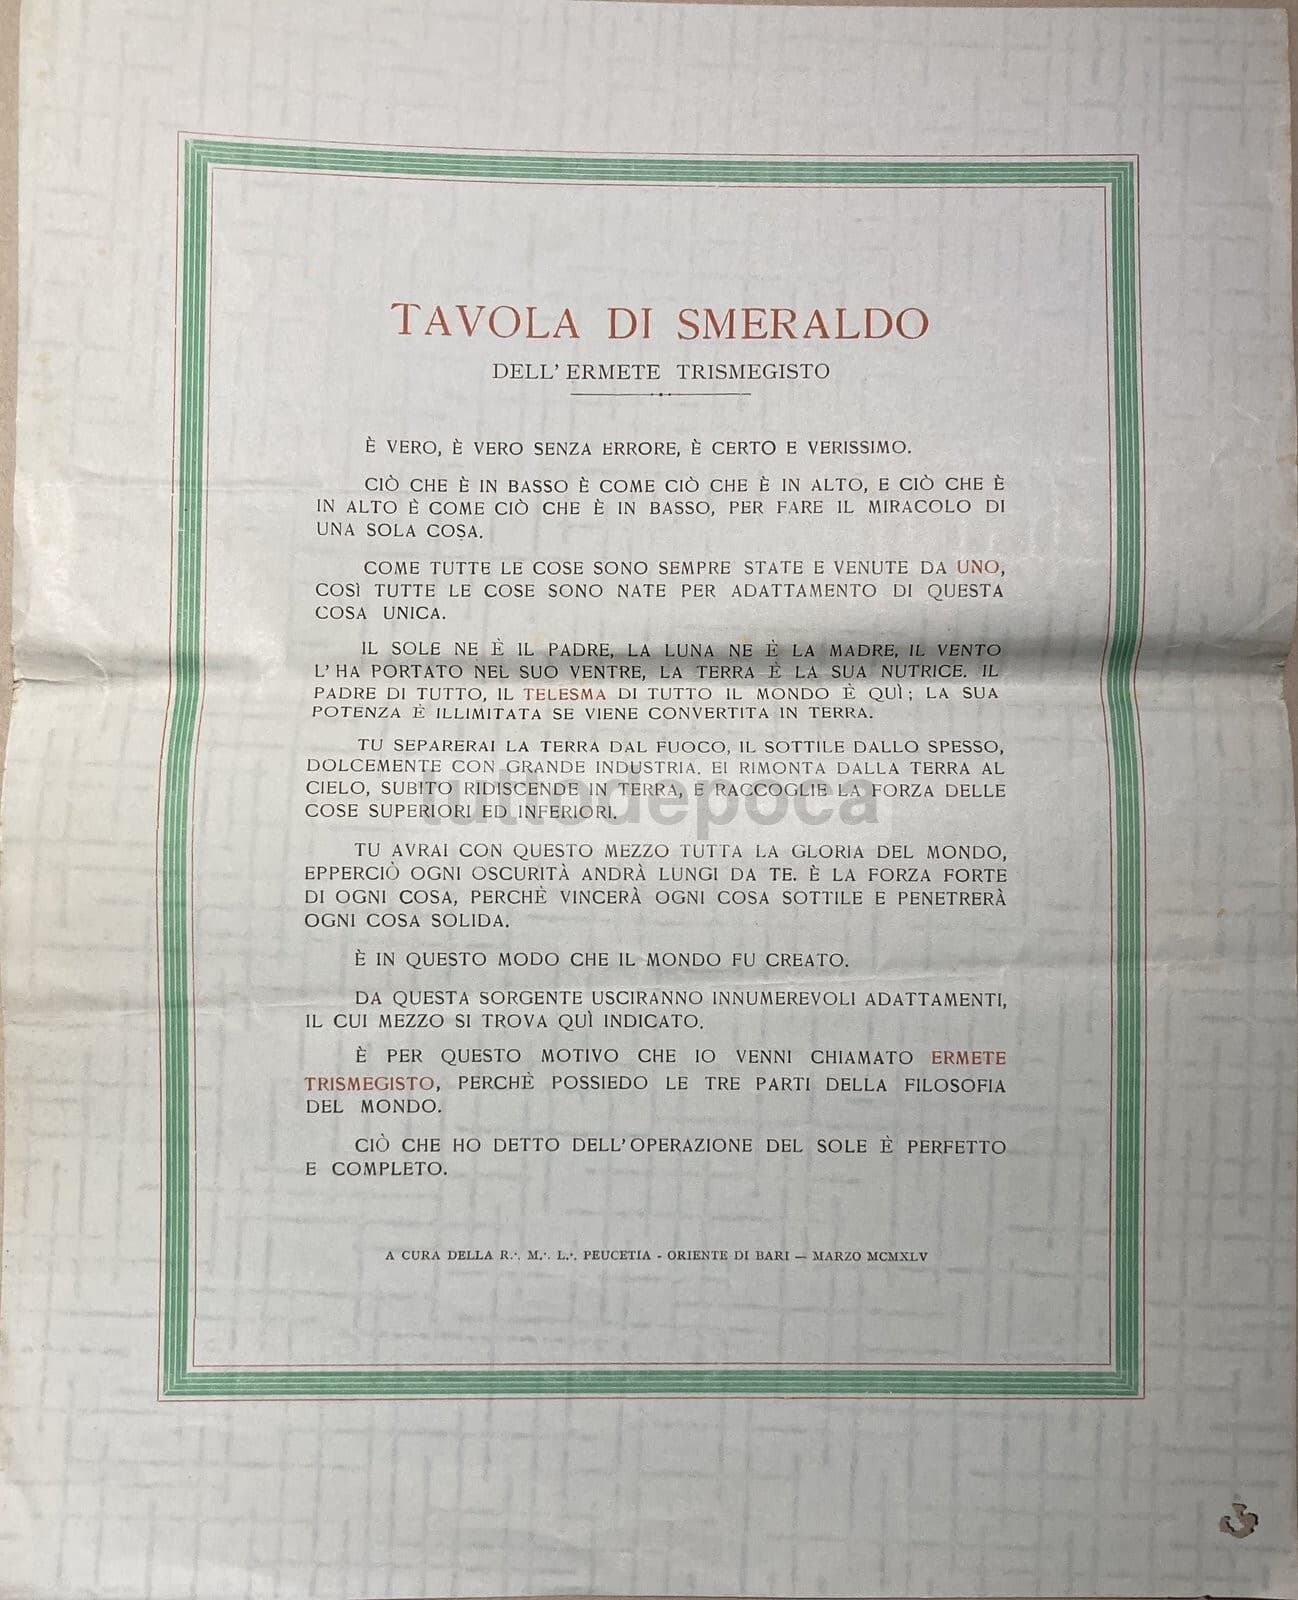 TAVOLA DI SMERALDO
DELL' ERMETE TRISMEGISTO
È VERO, È VERO SENZA ERRORE, È CERTO E VERISSIMO.
CIÒ CHE È IN BASSO È COME CIÒ CHE È IN ALTO, E CIÒ CHE È
IN ALTO È COME CIÒ CHE È IN BASSO, PER FARE IL MIRACOLO DI
UNA SOLA COSA.
COME TUTTE LE COSE SONO SEMPRE STATE E VENUTE DA UNO,
COSÌ TUTTE LE COSE SONO NATE PER ADATTAMENTO DI QUESTA
COSA UNICA.
IL SOLE NE È IL PADRE, LA LUNA NE È LA MADRE, IL VENTO
L'HA PORTATO NEL SUO VENTRE, LA TERRA È LA SUA NUTRICE. IL
PADRE DI TUTTO, IL TELESMA DI TUTTO IL MONDO È QUÌ; LA SUA
POTENZA È ILLIMITATA SE VIENE CONVERTITA IN TERRA.
TU SEPARERAI LA TERRA DAL FUOCO, IL SOTTILE DALLO SPESSO,
DOLCEMENTE CON GRANDE INDUSTRIA. EI RIMONTA DALLA TERRA AL
CIELO, SUBITO RIDISCENDE IN TERRA, E RACCOGLIE LA FORZA DELLE
COSE SUPERIORI ED INFERIORI.
tuttodepoca
TU AVRAI CON QUESTO MEZZO TUTTA LA GLORIA DEL MONDO,
EPPERCIÒ OGNI OSCURITÀ ANDRÀ LUNGI DA TE. È LA FORZA FORTE
DI OGNI COSA, PERCHÈ VINCERÀ OGNI COSA SOTTILE E PENETRERÀ
OGNI COSA SOLIDA.
È IN QUESTO MODO CHE IL MONDO FU CREATO.
DA QUESTA SORGENTE USCIRANNO INNUMEREVOLI ADATTAMENTI,
IL CUI MEZZO SI TROVA QUÌ INDICATO.
È PER QUESTO MOTIVO CHE IO VENNI CHIAMATO ERMETE
TRISMEGISTO, PERCHÈ POSSIEDO LE TRE PARTI DELLA FILOSOFIA
DEL MONDO.
CIÒ CHE HO DETTO DELL'OPERAZIONE DEL SOLE È PERFETTO
E COMPLETO.
A CURA DELLA R∴ M∴ L∴ PEUCETIA - ORIENTE DI BARI — MARZO MCMXLV